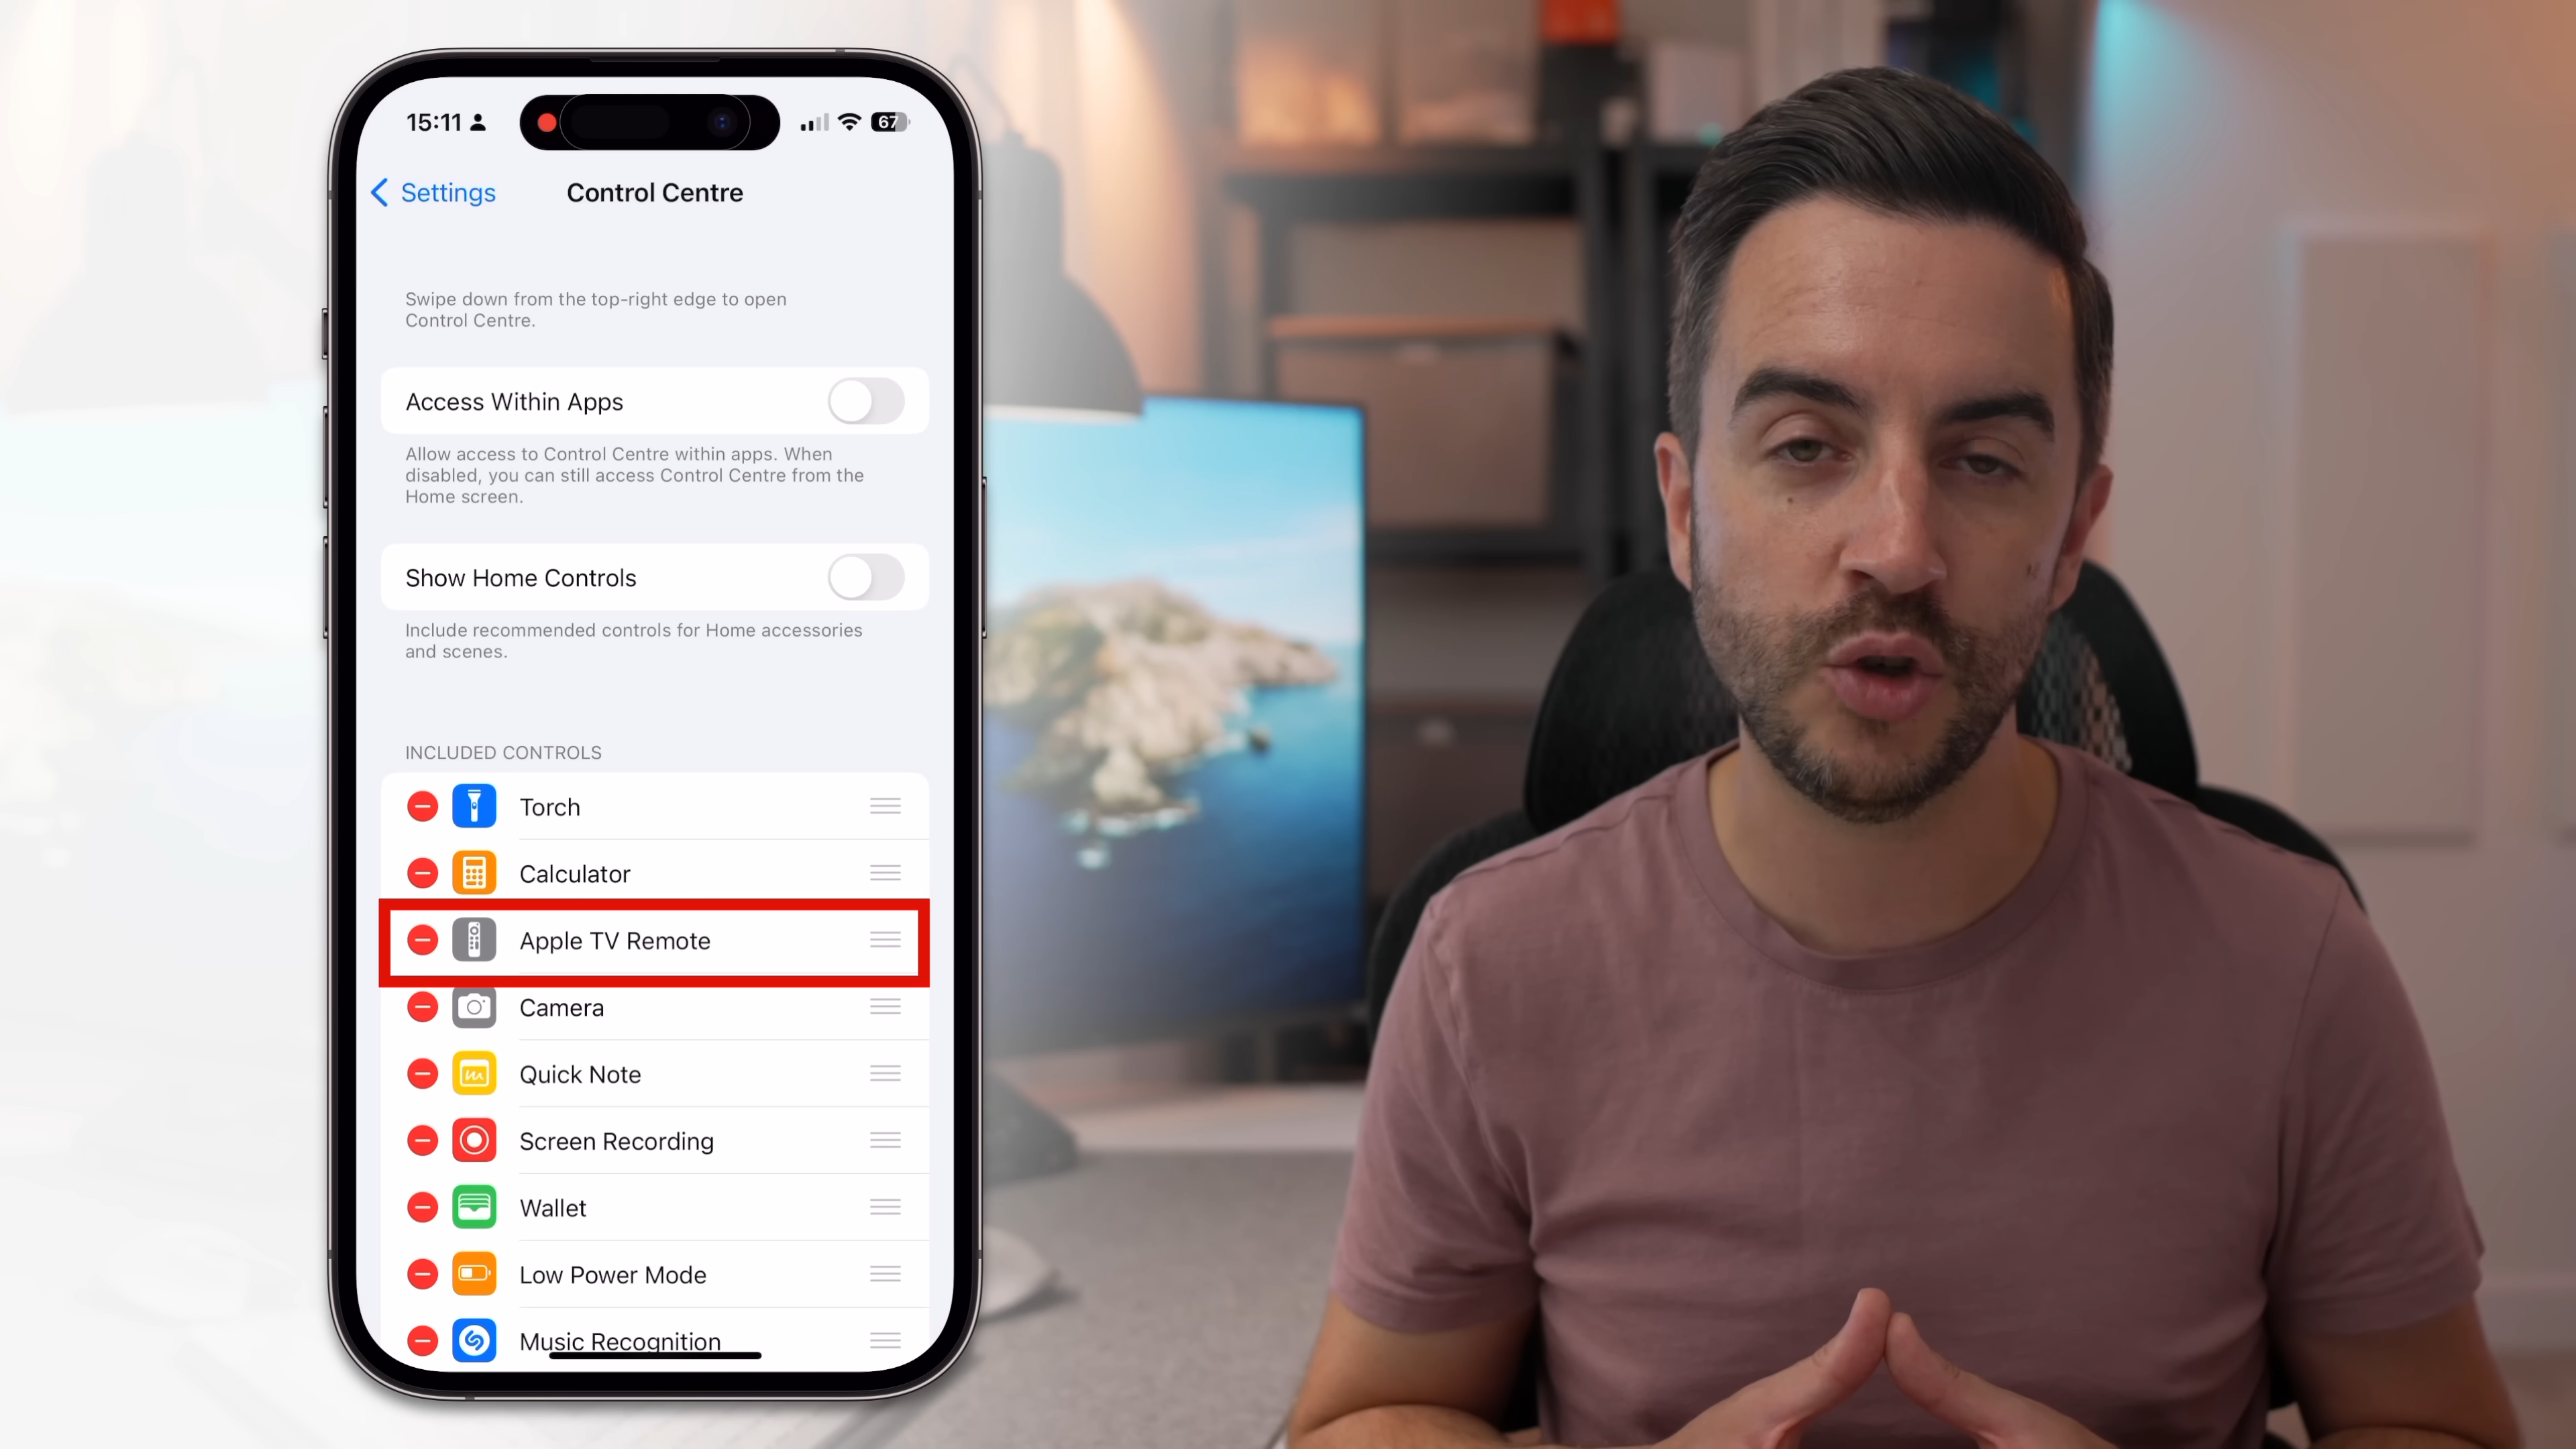 15:11
67
Settings
Control Centre
Swipe down from the top-right edge to open
Control Centre.
Access Within Apps
Allow access to Control Centre within apps. When
disabled, you can still access Control Centre from the
Home screen.
Show Home Controls
Include recommended controls for Home accessories
and scenes.
INCLUDED CONTROLS
Torch
Calculator
Apple TV Remote
Camera
Quick Note
Screen Recording
Wallet
Low Power Mode
Music Recognition